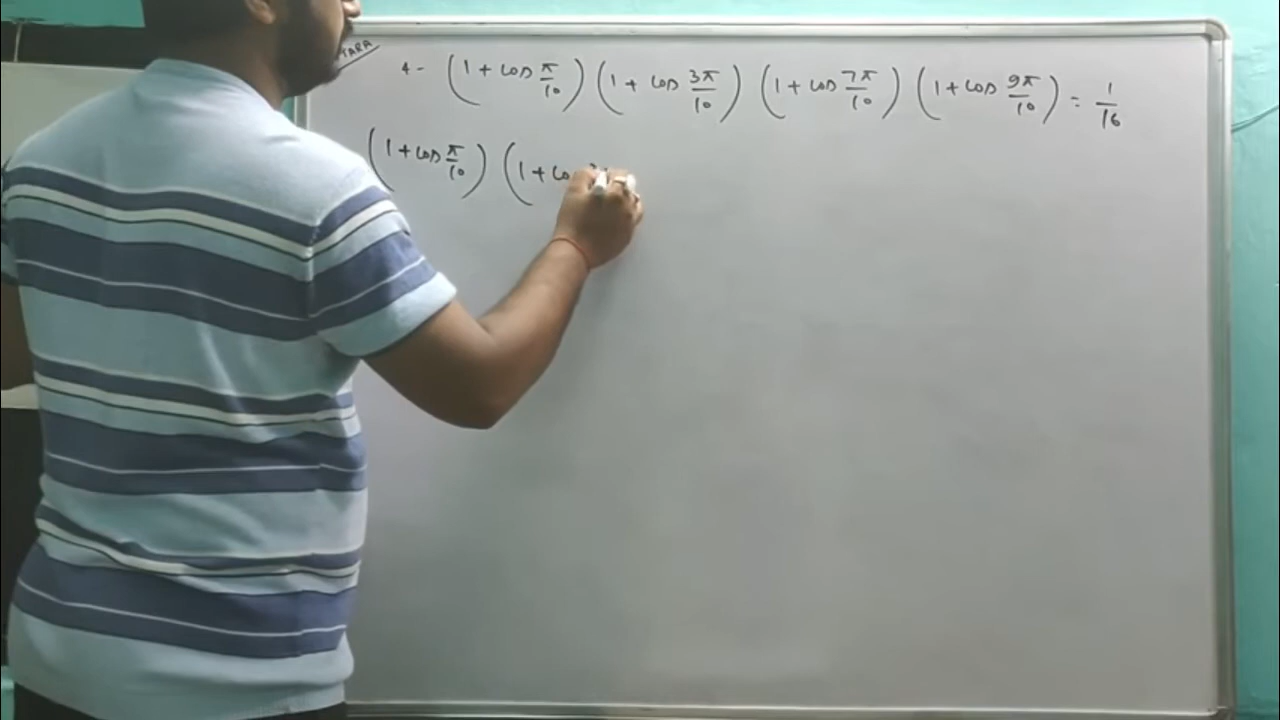 TARA
4- (1 + cos π/10) (1 + cos 3π/10) (1 + cos 7π/10) (1 + cos 9π/10) = 1/16
(1 + cos π/10) (1 + co